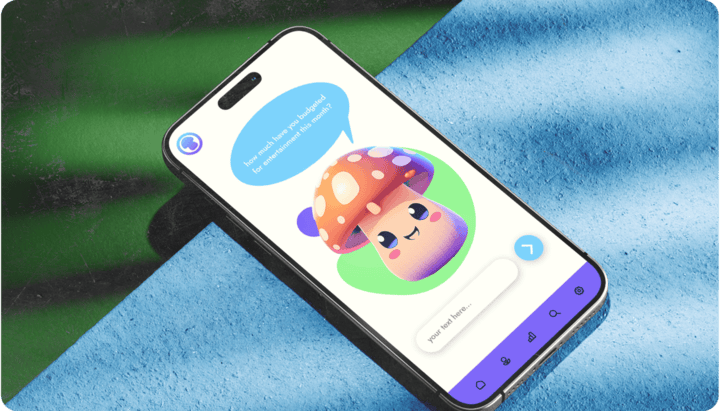 how much have you budgeted
for entertainment this month?
your text here...